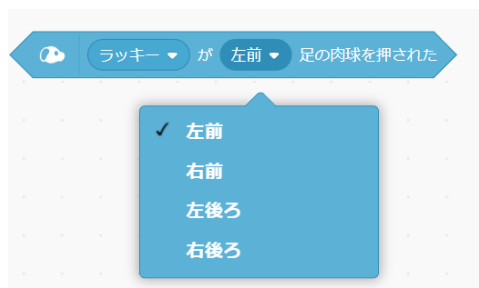 ラッキー が 左前 足の肉球を押された
左前
右前
左後ろ
右後ろ